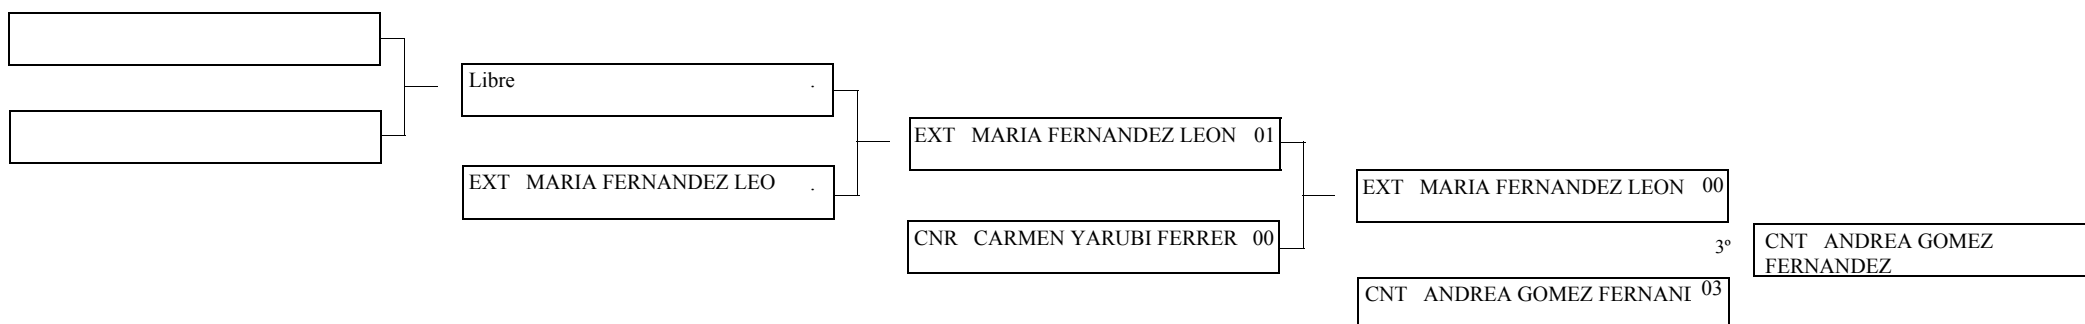 Libre .
EXT MARIA FERNANDEZ LEO .
EXT MARIA FERNANDEZ LEON 01
CNR CARMEN YARUBI FERRER 00
EXT MARIA FERNANDEZ LEON 00
3º
CNT ANDREA GOMEZ
FERNANDEZ
CNT ANDREA GOMEZ FERNANI 03